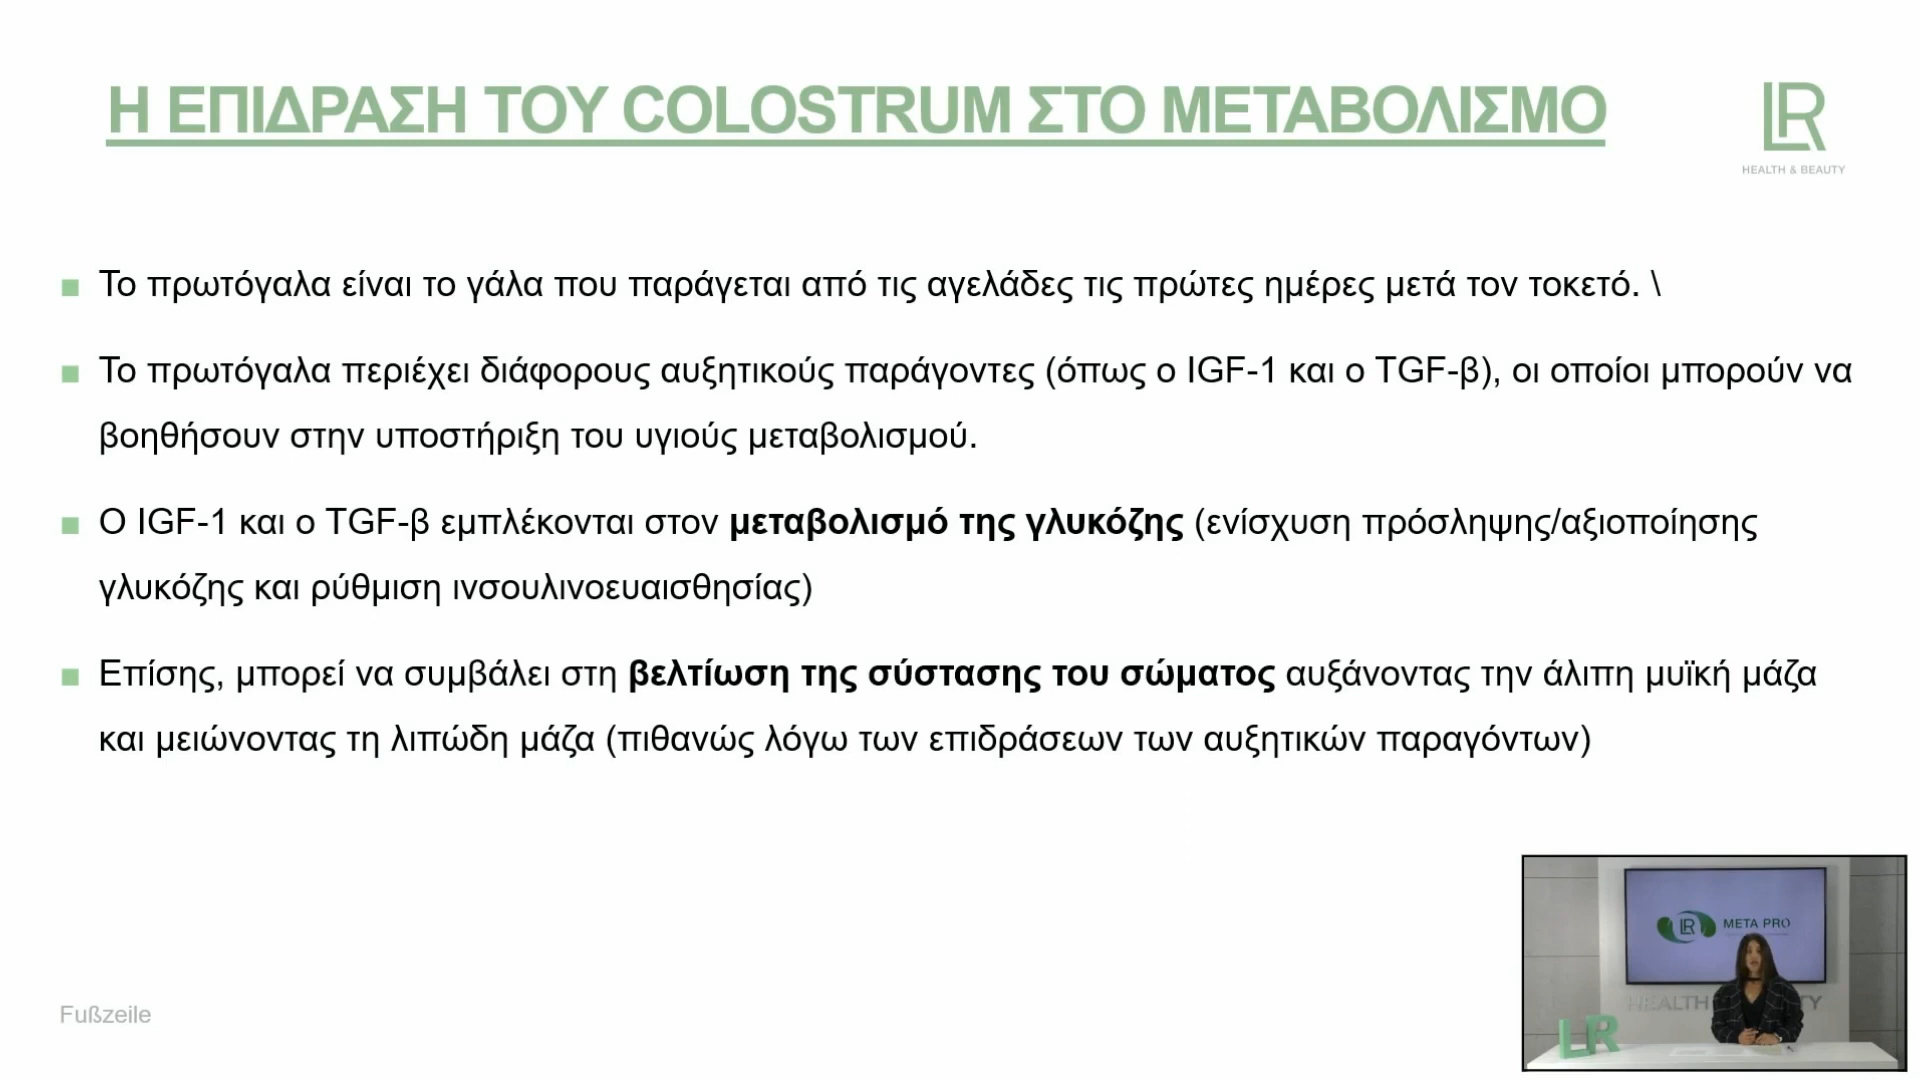 Η ΕΠΙΔΡΑΣΗ ΤΟΥ COLOSTRUM ΣΤΟ ΜΕΤΑΒΟΛΙΣΜΟ
LR
HEALTH & BEAUTY
Το πρωτόγαλα είναι το γάλα που παράγεται από τις αγελάδες τις πρώτες ημέρες μετά τον τοκετό. \
Το πρωτόγαλα περιέχει διάφορους αυξητικούς παράγοντες (όπως ο IGF-1 και ο TGF-β), οι οποίοι μπορούν να
βοηθήσουν στην υποστήριξη του υγιούς μεταβολισμού.
Ο IGF-1 και ο TGF-β εμπλέκονται στον μεταβολισμό της γλυκόζης (ενίσχυση πρόσληψης/αξιοποίησης
γλυκόζης και ρύθμιση ινσουλινοευαισθησίας)
Επίσης, μπορεί να συμβάλει στη βελτίωση της σύστασης του σώματος αυξάνοντας την άλιπη μυϊκή μάζα
και μειώνοντας τη λιπώδη μάζα (πιθανώς λόγω των επιδράσεων των αυξητικών παραγόντων)
LR META PRO
HEALTH TY
LR
Fußzeile